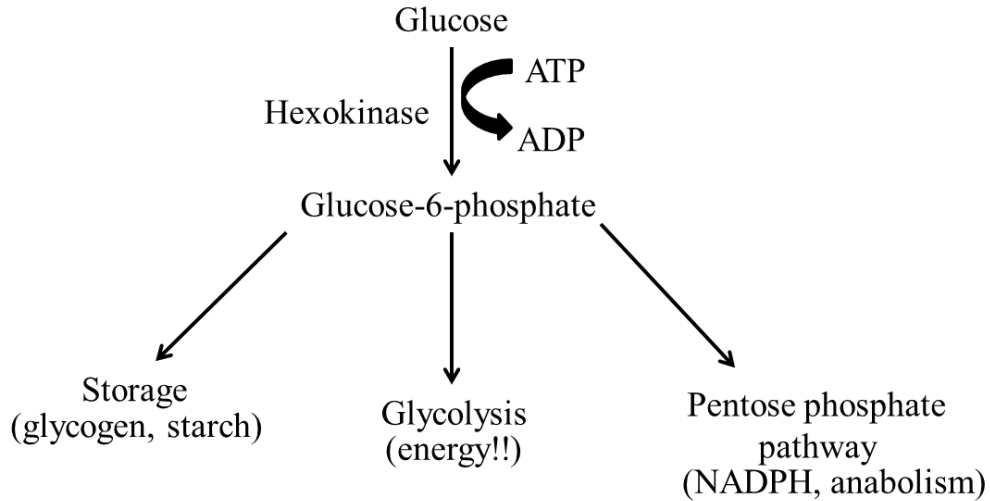 Glucose
ATP
Hexokinase
ADP
Glucose-6-phosphate
Storage
(glycogen, starch)
Glycolysis
(energy!!)
Pentose phosphate
pathway
(NADPH, anabolism)